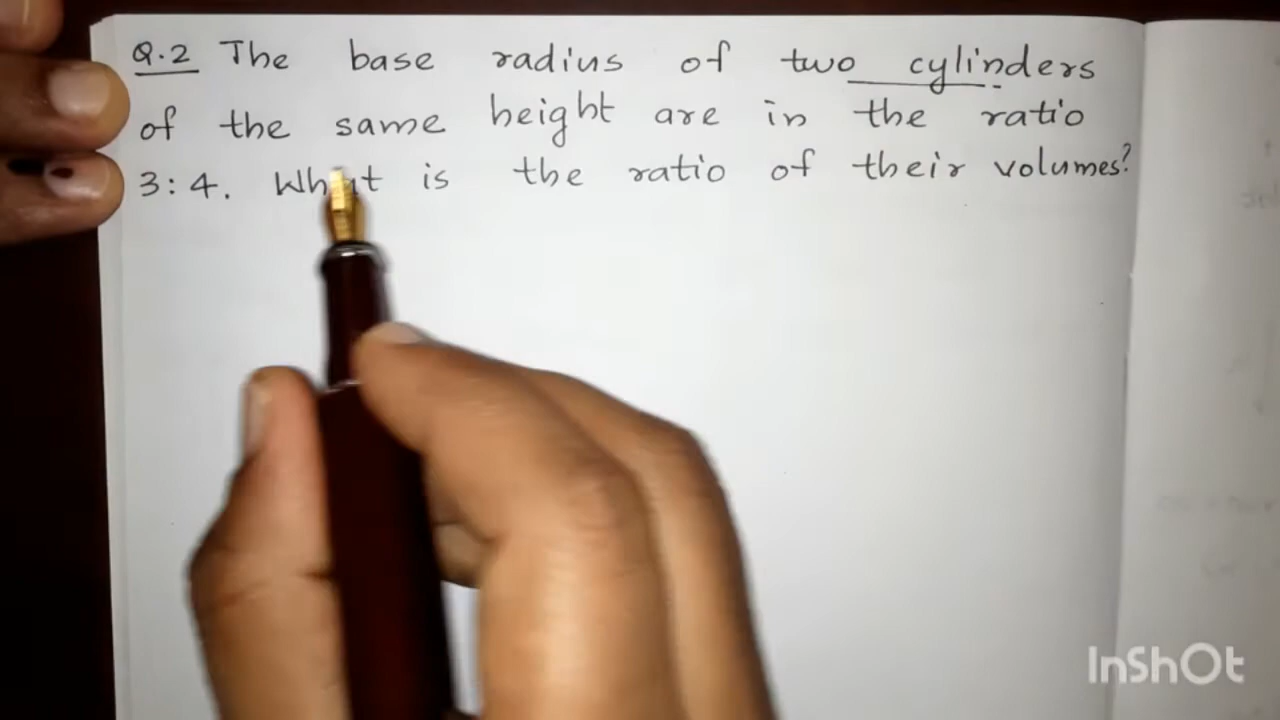 Q.2 The base radius of two cylinders
of the same height are in the ratio
3:4. What is the ratio of their volumes?
InShOt